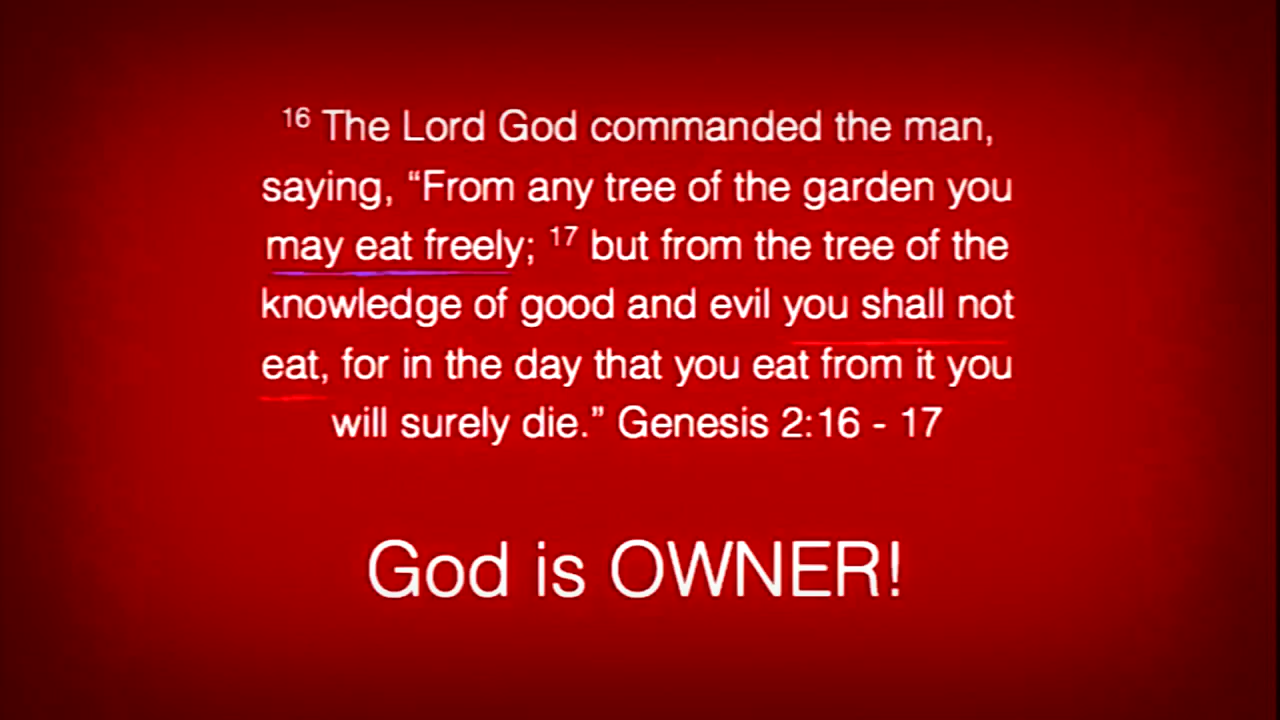 16 The Lord God commanded the man,
saying, “From any tree of the garden you
may eat freely; 17 but from the tree of the
knowledge of good and evil you shall not
eat, for in the day that you eat from it you
will surely die.” Genesis 2:16 - 17
God is OWNER!